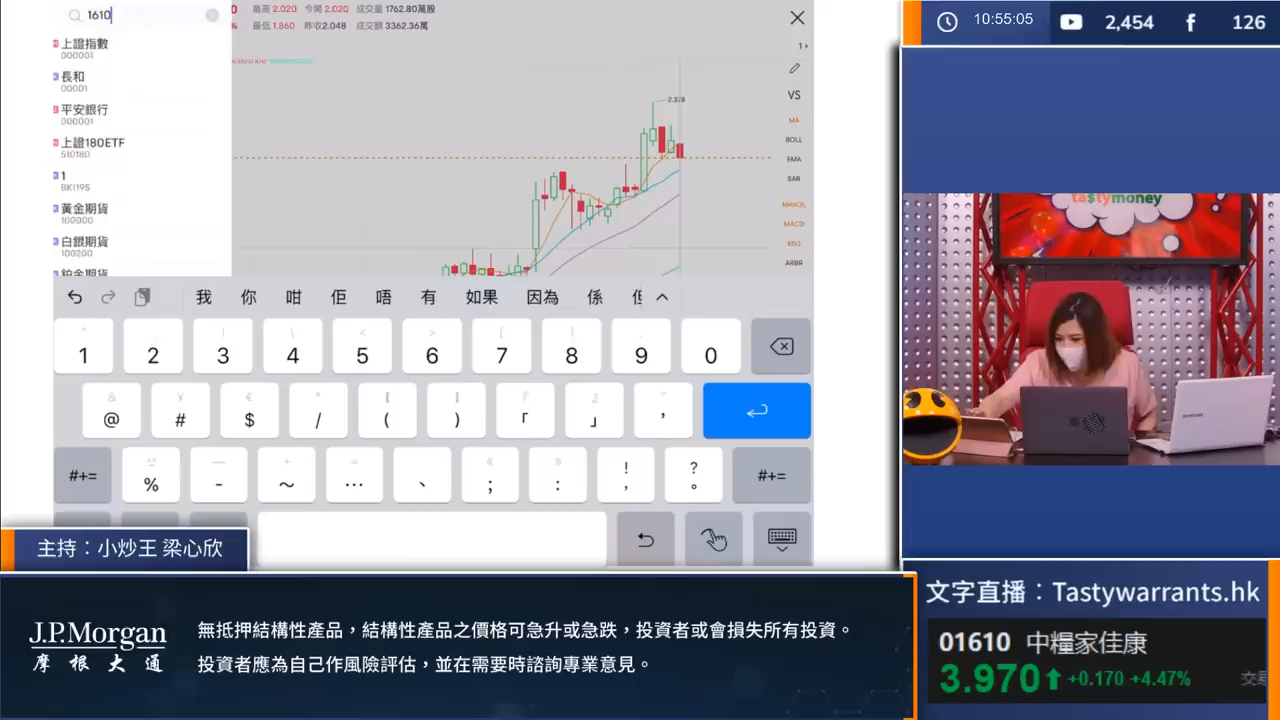 1610
上證指數
000001
長和
00001
平安銀行
000001
上證180ETF
510180
1
BK1195
黃金期貨
100000
白銀期貨
100200
鉑金期貨
最高 2.020 今開 2.020 成交量 1762.80萬股
最低 1.860 昨收2.048 成交額 3362.36萬
2.378
1
VS
MA
BOLL
EMA
SAR
MAVOL
MACD
KDJ
ARBR
我 你 咁 佢 唔 有 如果 因為 係
1 2 3 4 5 6 7 8 9 0
@ # $ / ( ) 「 」 ,
#+= % - ~ … 、 ; : ! , ? 。 #+=
主持：小炒王 梁心欣
J.P.Morgan
摩根大通
無抵押結構性產品，結構性產品之價格可急升或急跌，投資者或會損失所有投資。
投資者應為自己作風險評估，並在需要時諮詢專業意見。
10:55:05 2,454 f 126
ta$tymoney
SAMSUNG
文字直播：Tastywarrants.hk
01610 中糧家佳康
3.970 +0.170 +4.47%